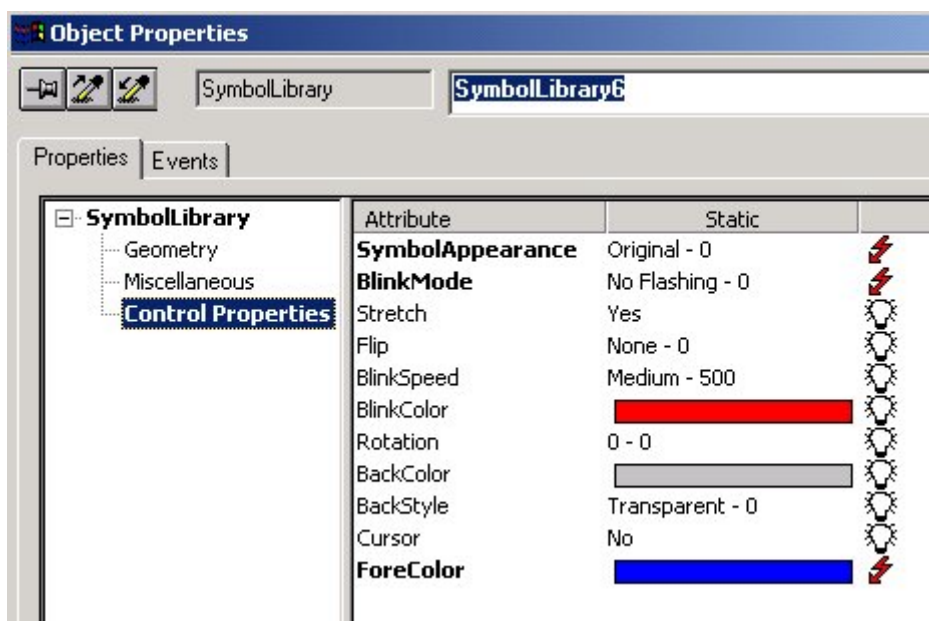 Object Properties
SymbolLibrary SymbolLibrary6
Properties Events
SymbolLibrary
Geometry
Miscellaneous
Control Properties
Attribute Static
SymbolAppearance Original - 0
BlinkMode No Flashing - 0
Stretch Yes
Flip None - 0
BlinkSpeed Medium - 500
BlinkColor
Rotation 0 - 0
BackColor
BackStyle Transparent - 0
Cursor No
ForeColor